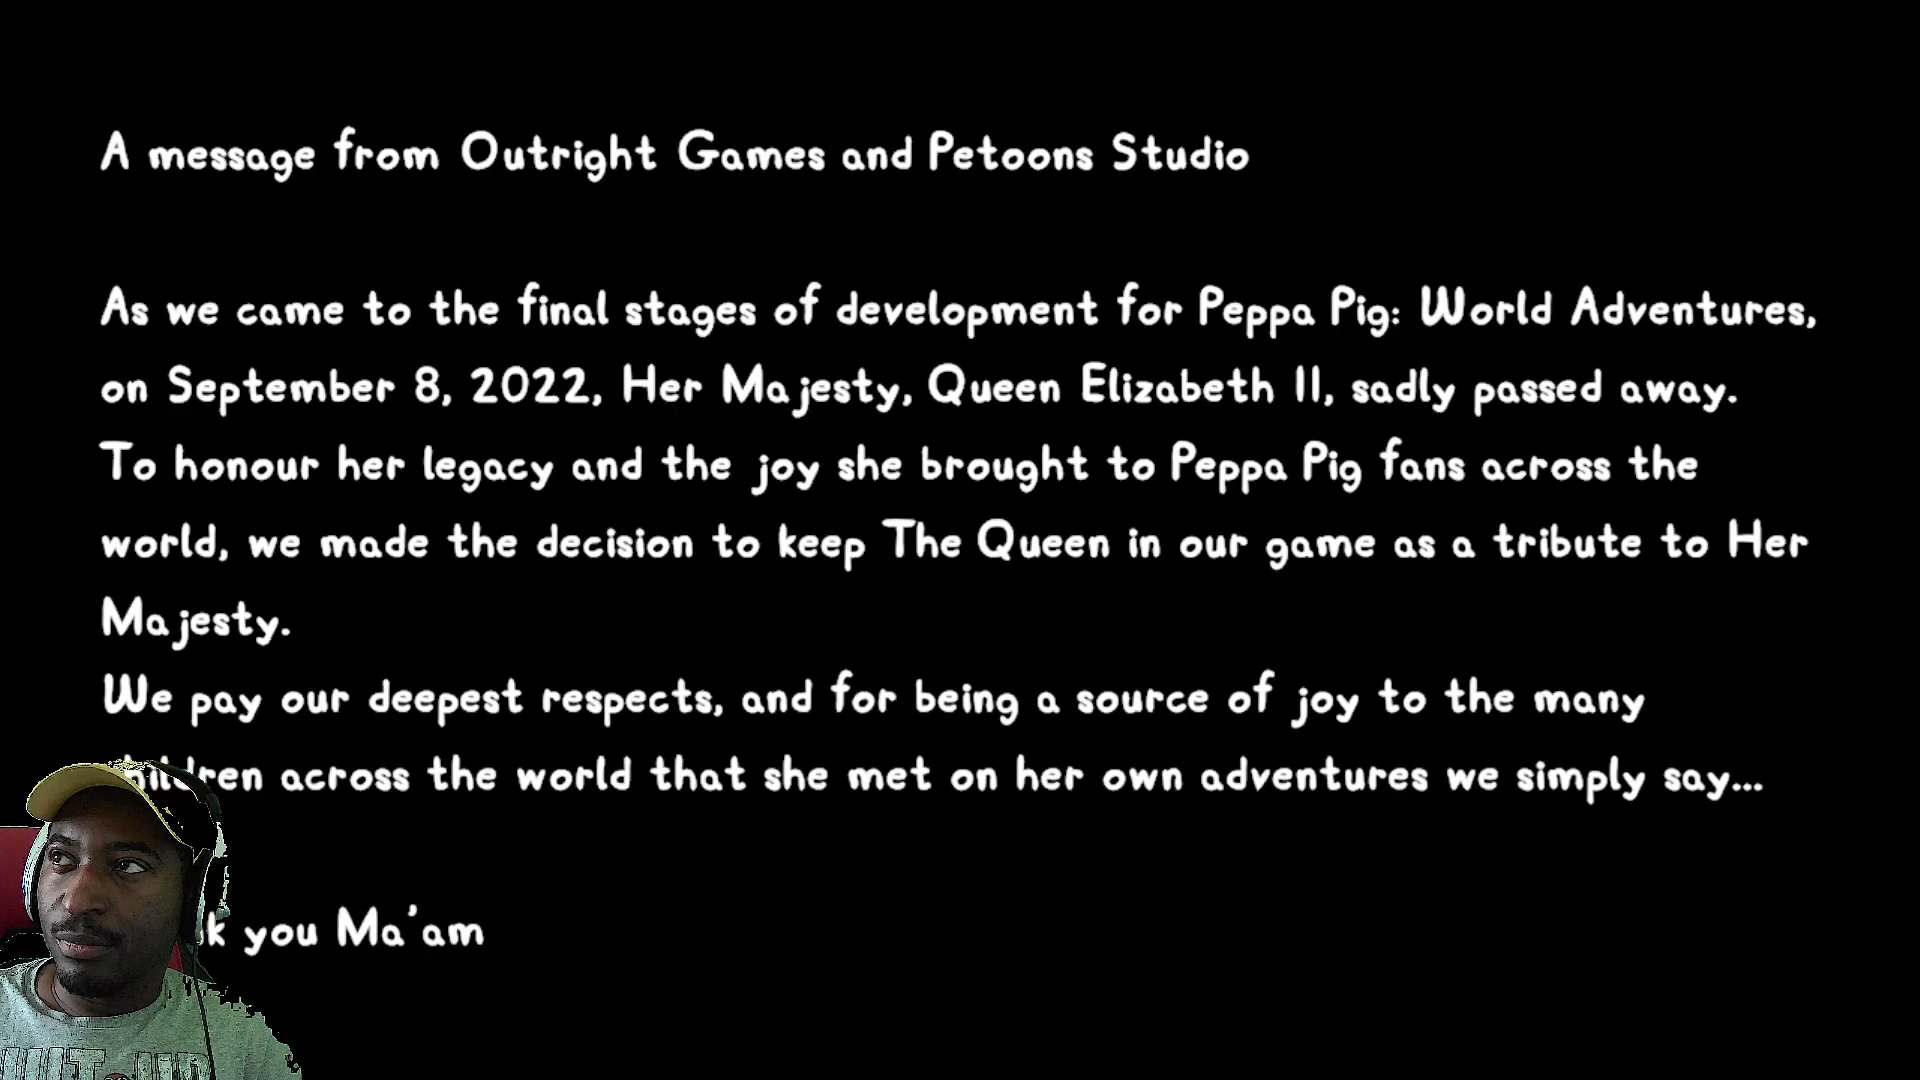 A message from Outright Games and Petoons Studio
As we came to the final stages of development for Peppa Pig: World Adventures,
on September 8, 2022, Her Majesty, Queen Elizabeth II, sadly passed away.
To honour her legacy and the joy she brought to Peppa Pig fans across the
world, we made the decision to keep The Queen in our game as a tribute to Her
Majesty.
We pay our deepest respects, and for being a source of joy to the many
children across the world that she met on her own adventures we simply say...
you Ma'am